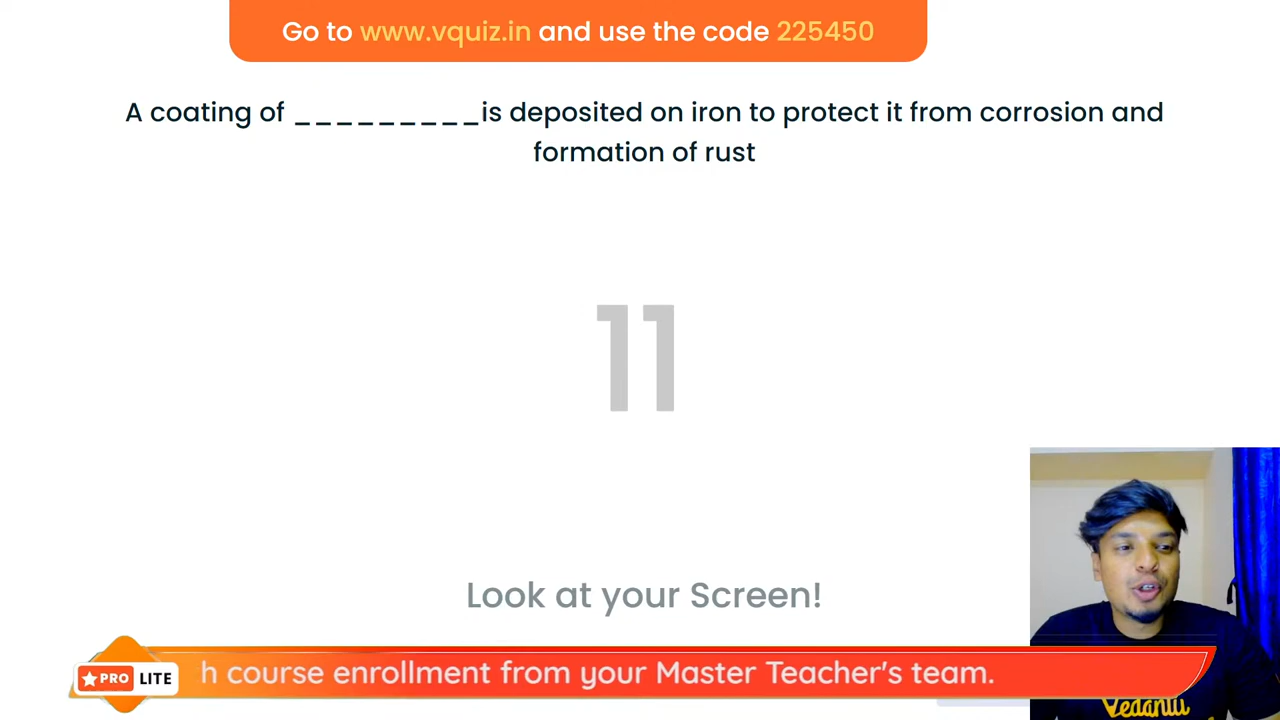 Go to www.vquiz.in and use the code 225450
A coating of _________is deposited on iron to protect it from corrosion and
formation of rust
11
Look at your Screen!
PRO LITE
h course enrollment from your Master Teacher's team.
Vedantu